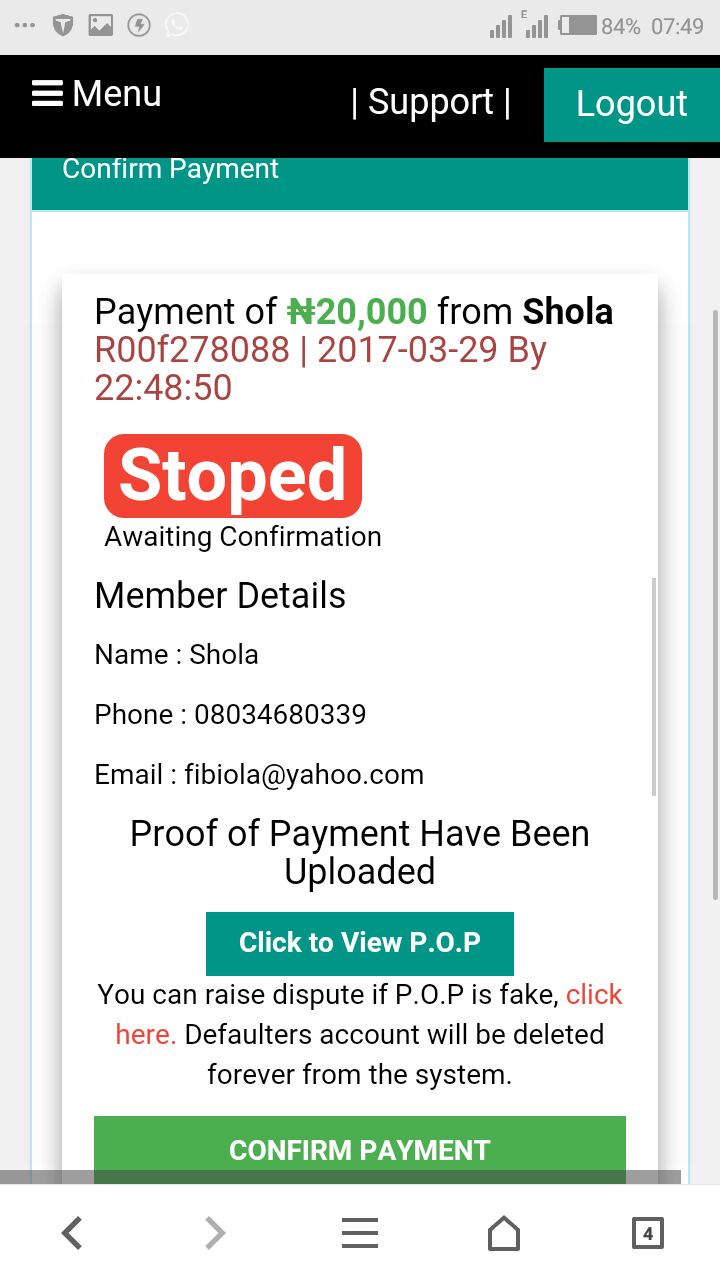 E 84% 07:49
Menu | Support | Logout
Confirm Payment
Payment of ₦20,000 from Shola
R00f278088 | 2017-03-29 By
22:48:50
Stoped
Awaiting Confirmation
Member Details
Name : Shola
Phone : 08034680339
Email : fibiola@yahoo.com
Proof of Payment Have Been
Uploaded
Click to View P.O.P
You can raise dispute if P.O.P is fake, click
here. Defaulters account will be deleted
forever from the system.
CONFIRM PAYMENT
4